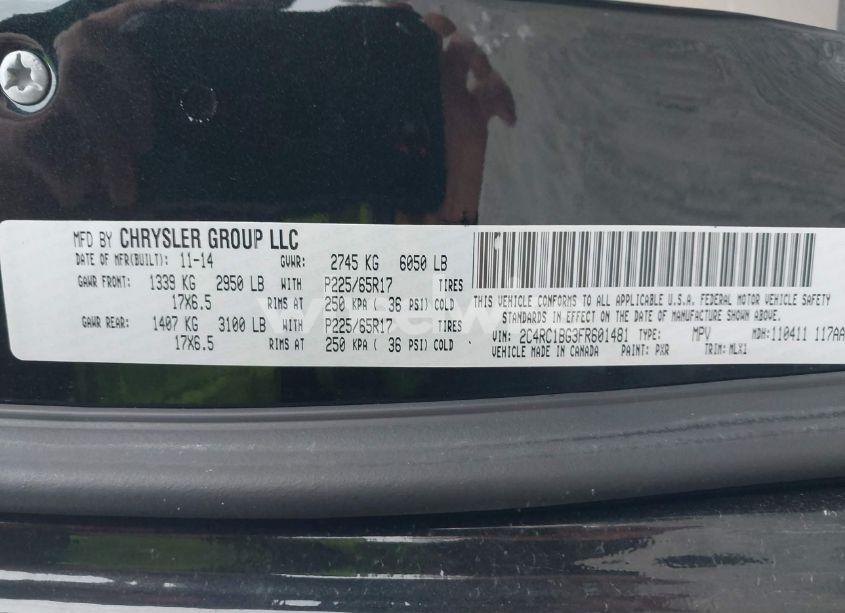 MFD BY CHRYSLER GROUP LLC
DATE OF MFR(BUILT): 11-14 GVWR: 2745 KG 6050 LB
GAWR FRONT: 1339 KG 2950 LB WITH P225/65R17 TIRES
17X6.5 RIMS AT 250 KPA ( 36 PSI) COLD
GAWR REAR: 1407 KG 3100 LB WITH P225/65R17 TIRES
17X6.5 RIMS AT 250 KPA ( 36 PSI) COLD
THIS VEHICLE CONFORMS TO ALL APPLICABLE U.S.A. FEDERAL MOTOR VEHICLE SAFETY
STANDARDS IN EFFECT ON THE DATE OF MANUFACTURE SHOWN ABOVE.
VIN: 2C4RC1BG3FR601481 TYPE: MPV MDH:110411 117AA
VEHICLE MADE IN CANADA PAINT: PXR TRIM: MLX1